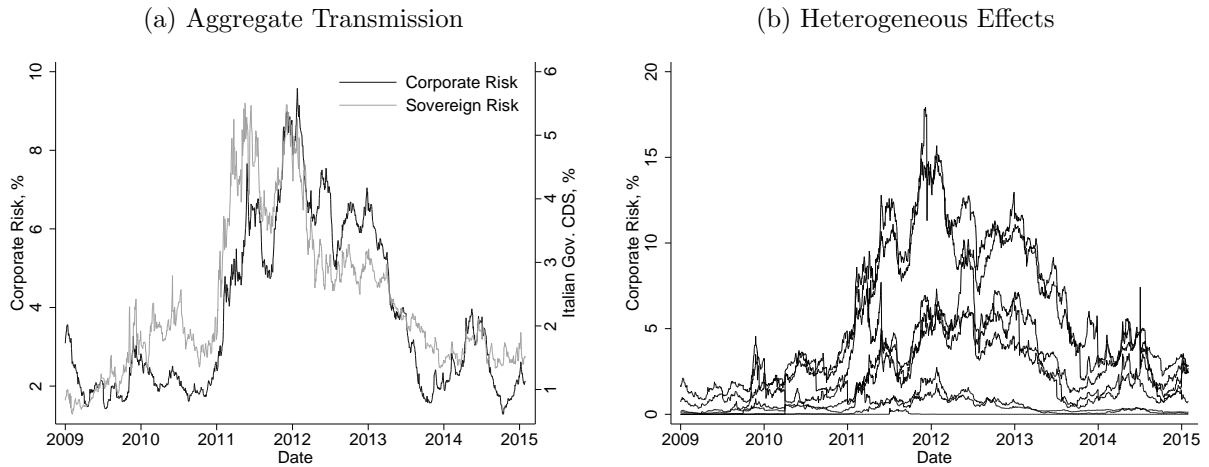 (a) Aggregate Transmission
10
8
6
4
2
Corporate Risk, %
6
5
4
3
2
1
Italian Gov. CDS, %
Corporate Risk
Sovereign Risk
2009 2010 2011 2012 2013 2014 2015
Date
(b) Heterogeneous Effects
20
15
10
5
0
Corporate Risk, %
2009 2010 2011 2012 2013 2014 2015
Date